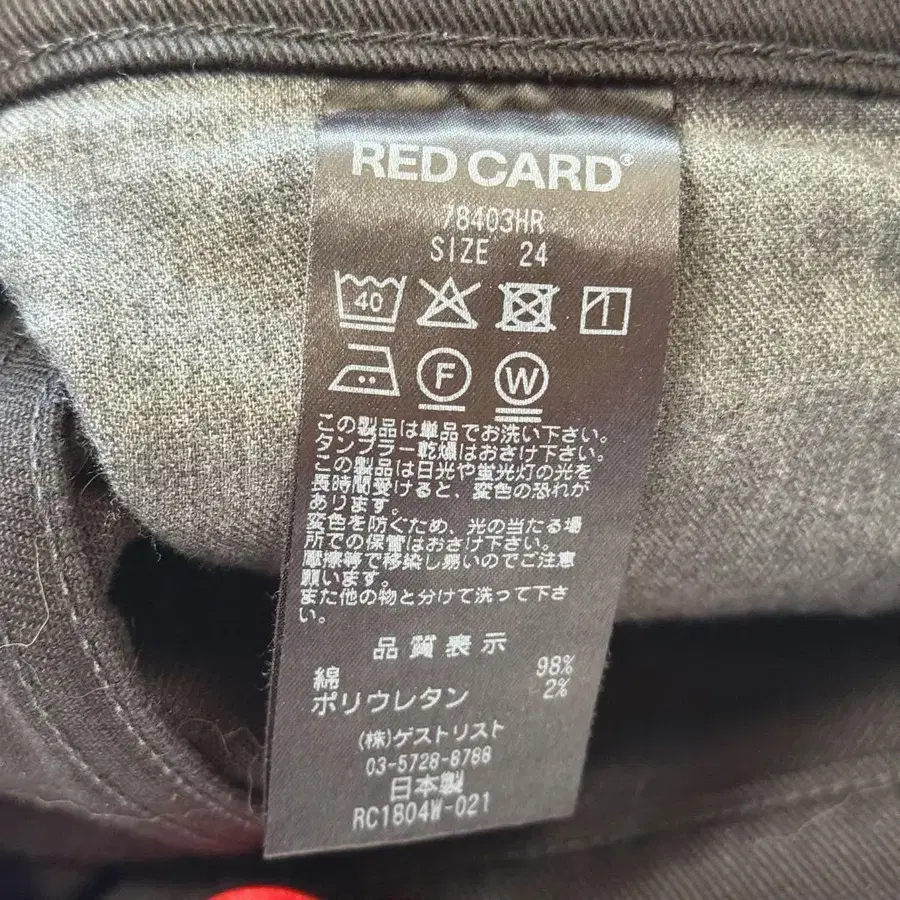 RED CARD®
78403HR
SIZE 24
40
F W
この製品は単品でお洗い下さい。
タンブラー乾燥はおさけ下さい。
この製品は日光や蛍光灯の光を
長時間受けると、変色の恐れが
あります。
変色を防ぐため、光の当たる場
所での保管はおさけ下さい。
摩擦等で移染し易いのでご注意
願います。
また他の物と分けて洗って下さ
い。
品質表示
綿 98%
ポリウレタン 2%
(株)ゲストリスト
03-5728-8788
日本製
RC1804W-021